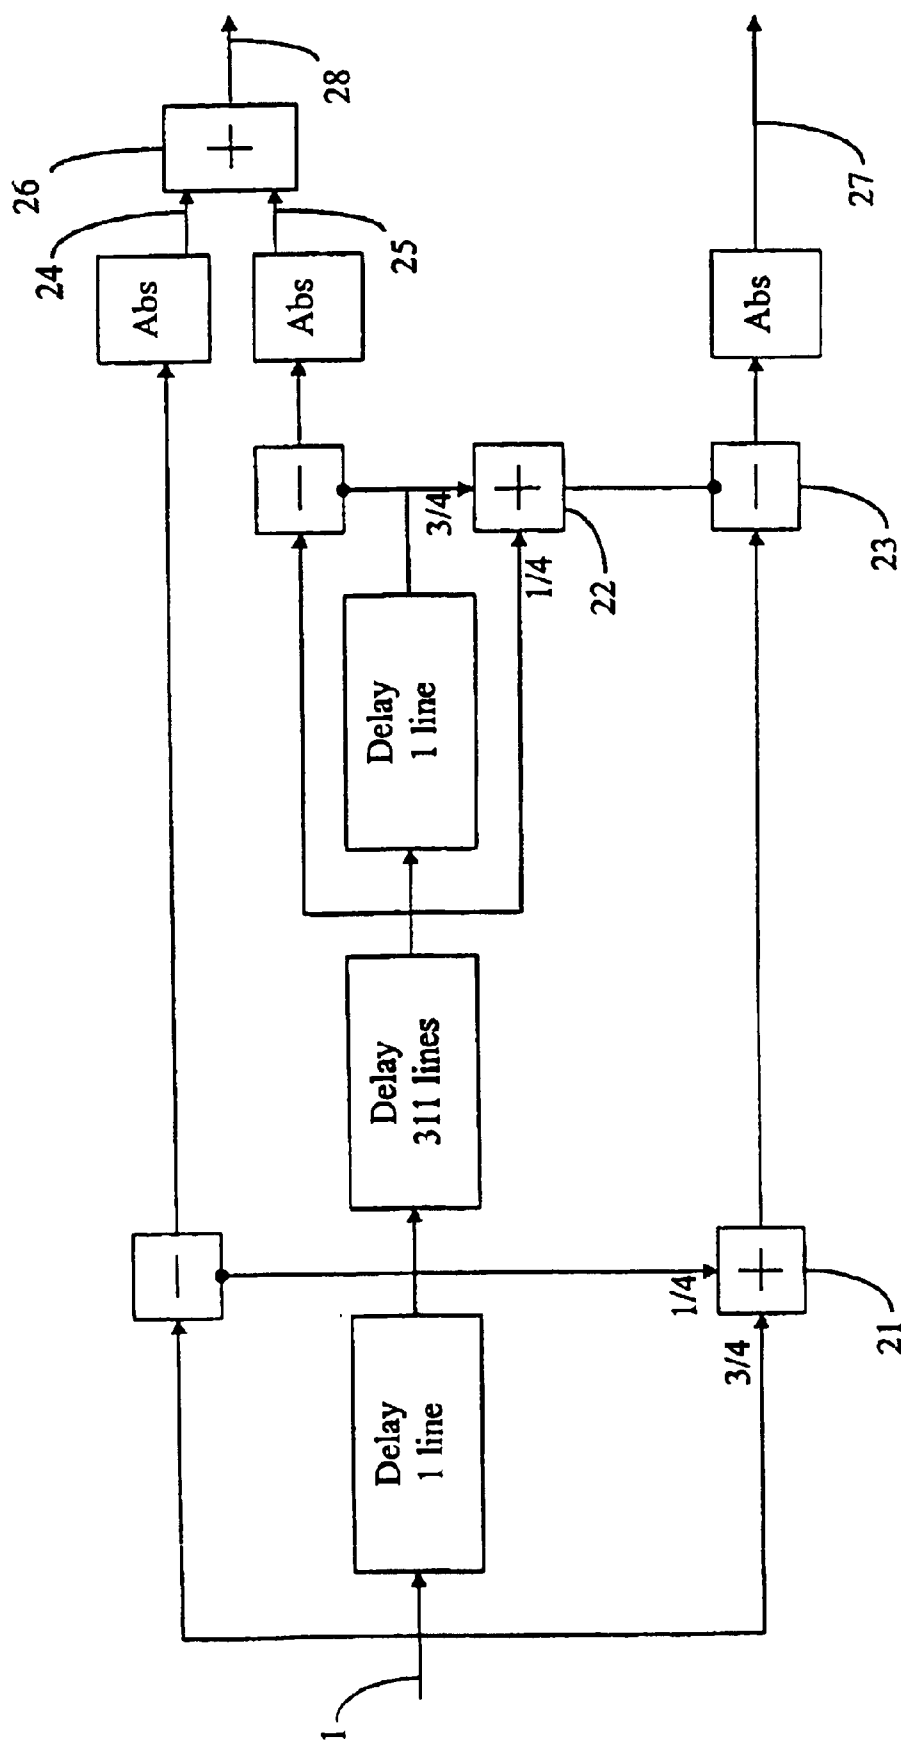 1
Delay
1 line
Delay
311 lines
Delay
1 line
3/4
1/4
21
3/4
1/4
22
23
Abs
Abs
Abs
24
25
26
27
28
+
+
+
−
−
−